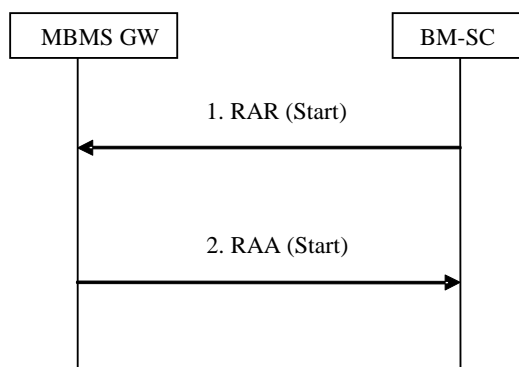 MBMS GW
BM-SC
1. RAR (Start)
2. RAA (Start)